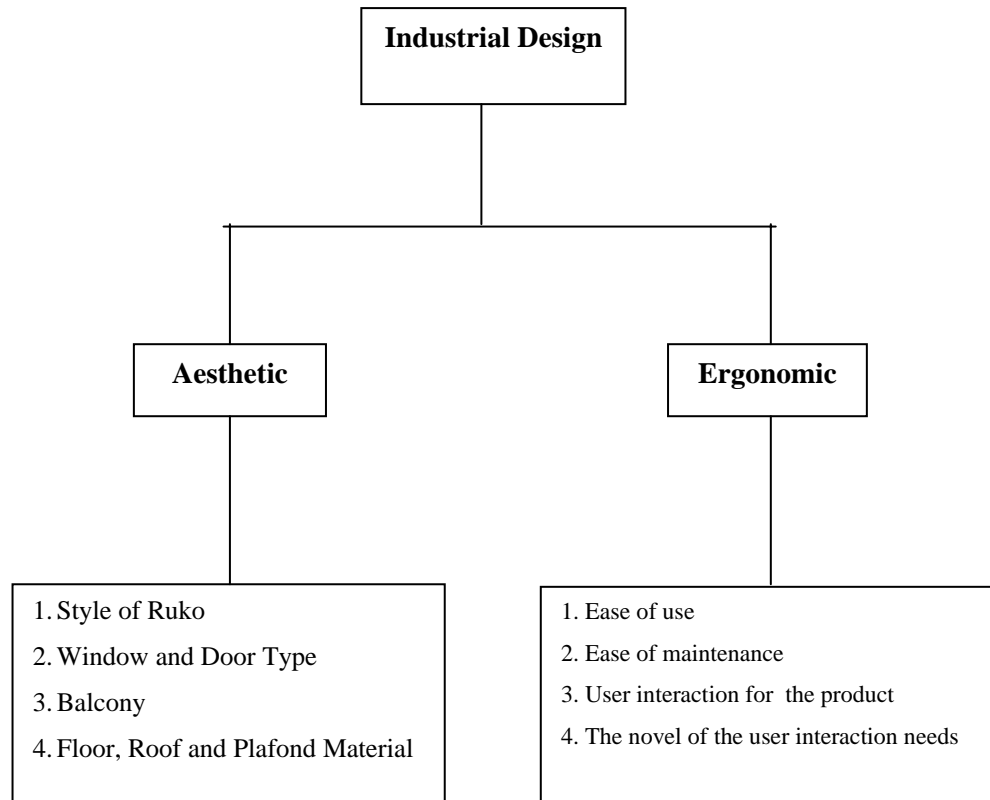 Industrial Design
Aesthetic
Ergonomic
1. Style of Ruko
2. Window and Door Type
3. Balcony
4. Floor, Roof and Plafond Material
1. Ease of use
2. Ease of maintenance
3. User interaction for the product
4. The novel of the user interaction needs